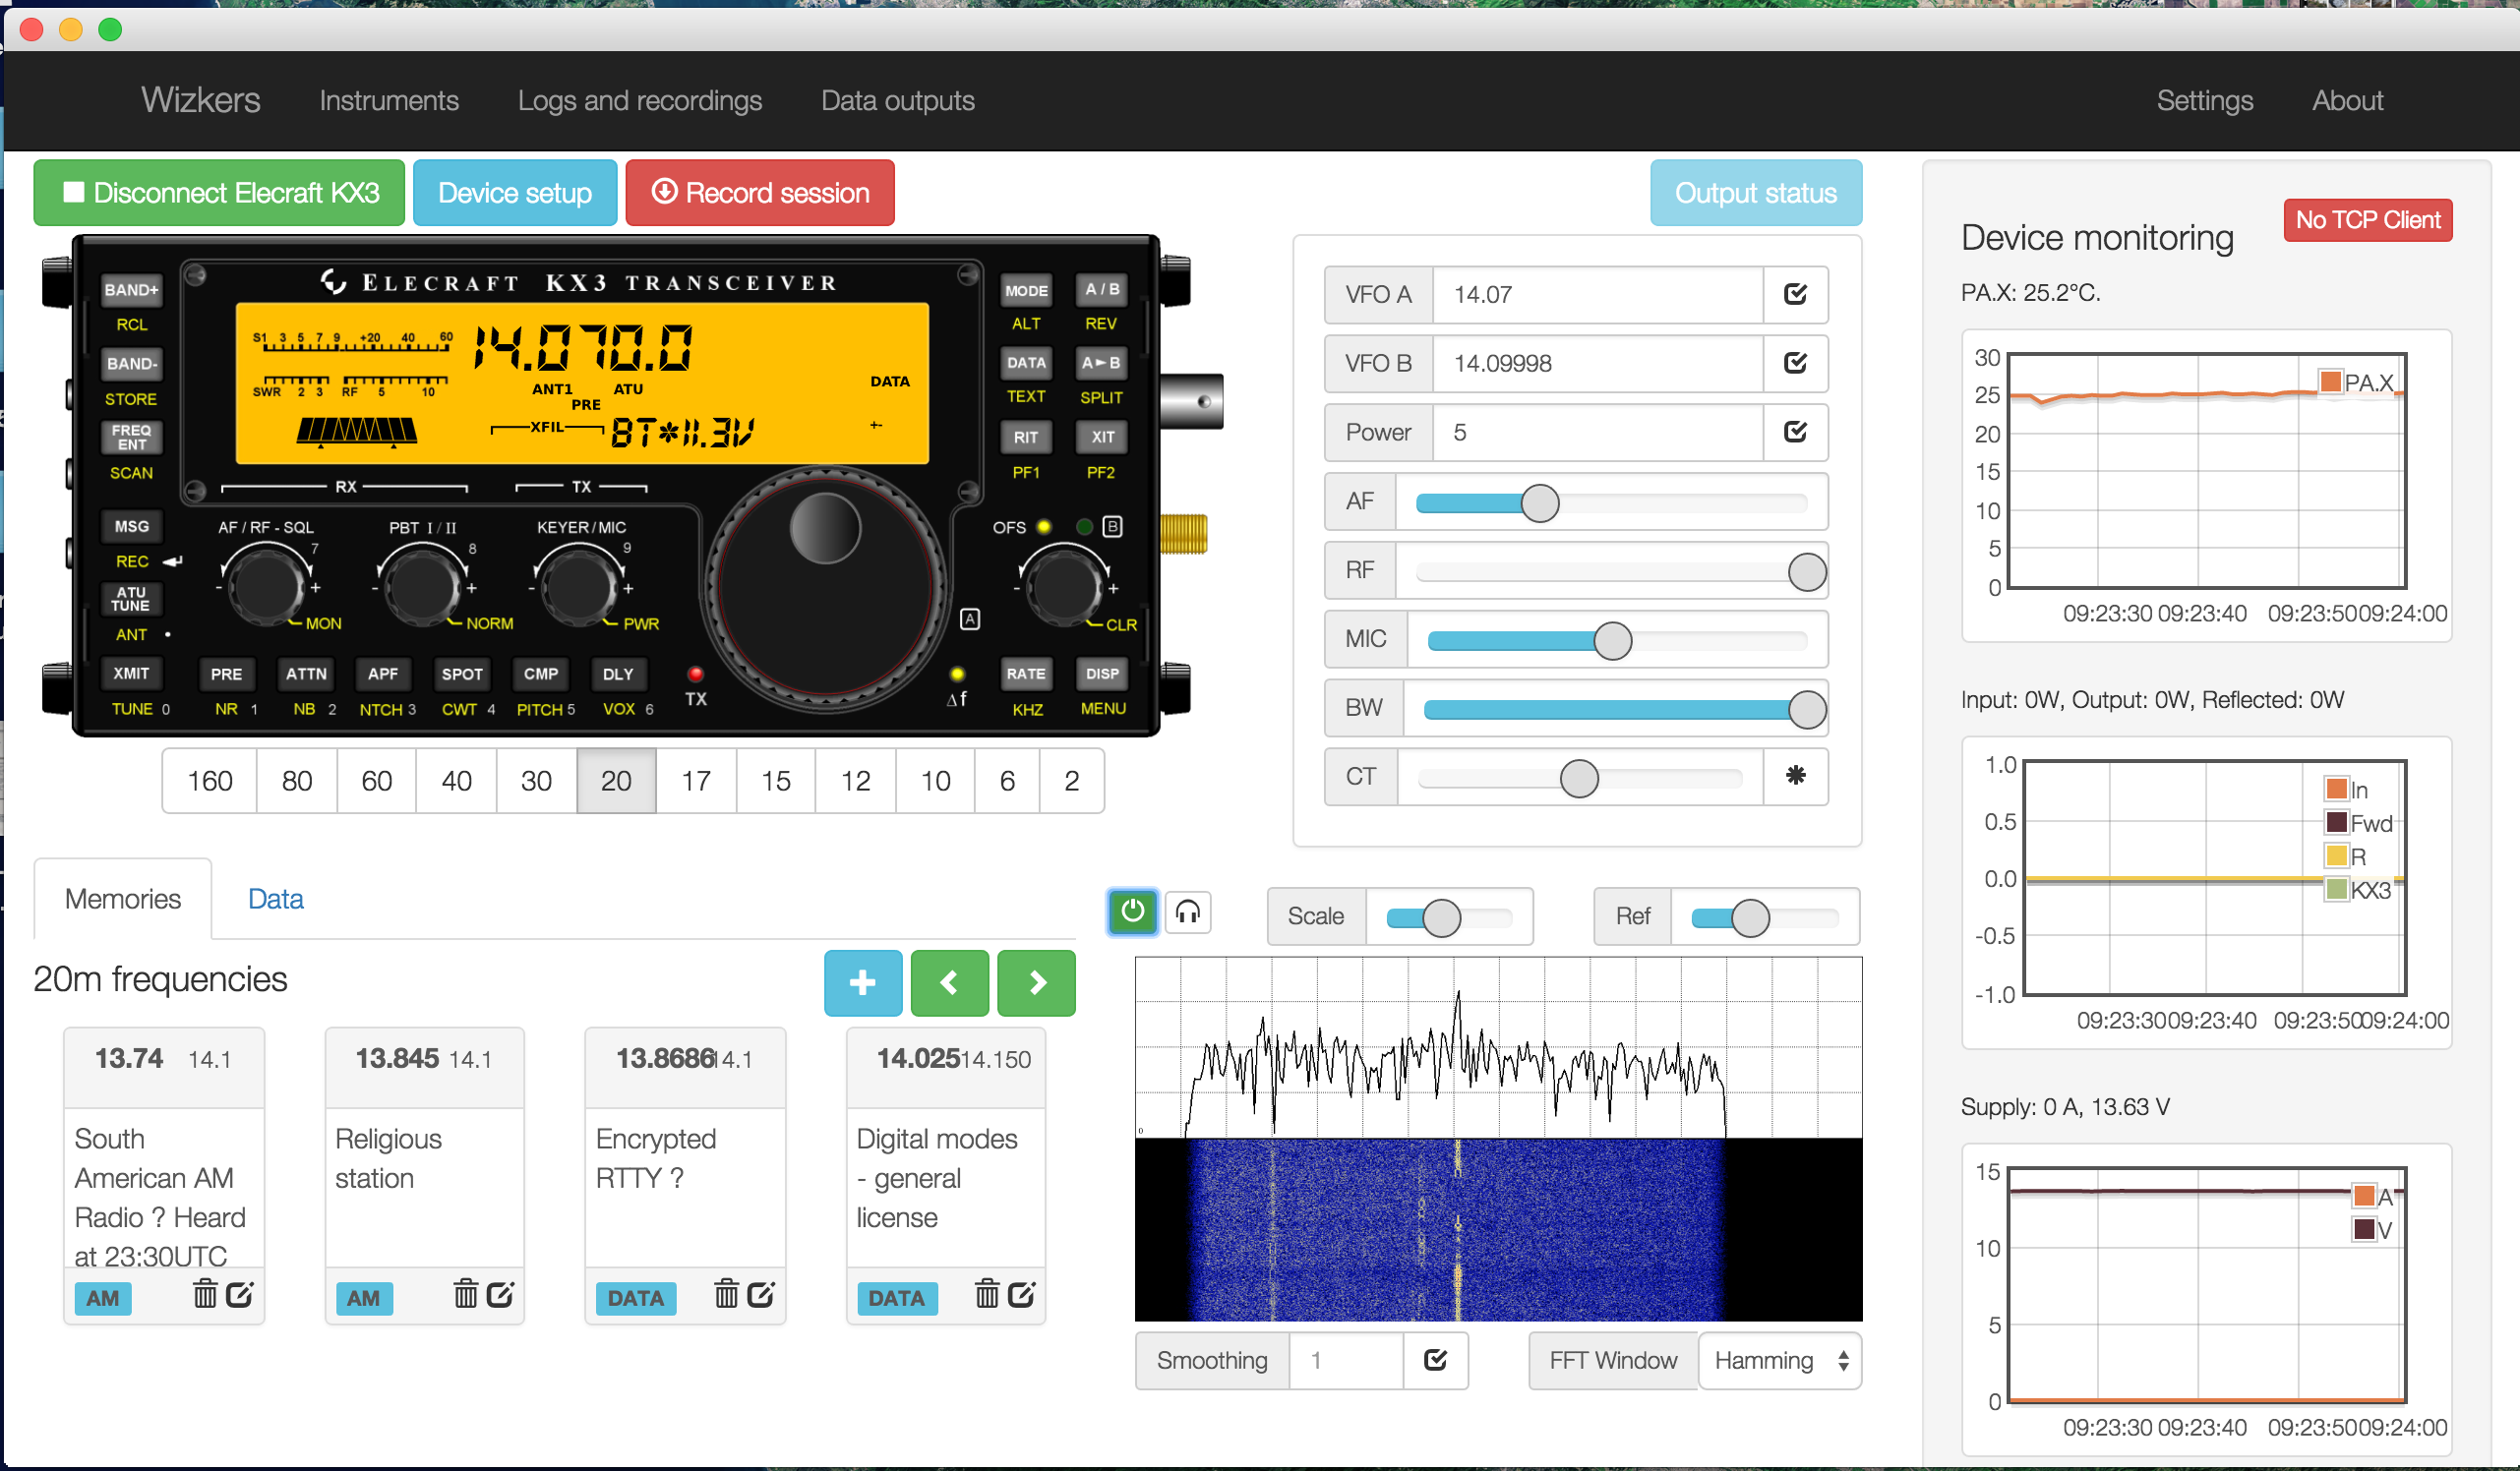 Wizkers Instruments Logs and recordings Data outputs Settings About
Disconnect Elecraft KX3 Device setup Record session Output status
ELECRAFT KX3 TRANSCEIVER
BAND+
RCL
BAND-
STORE
FREQ
ENT
SCAN
MSG
REC
ATU
TUNE
ANT
XMIT
TUNE 0
S1 3 5 7 9 +20 40 60
14.070.0
SWR 2 3 RF 5 10
ANT1 ATU
PRE
DATA
XFIL
BT*11.3V
+-
RX
TX
AF / RF - SQL
7
- +
MON
PBT I / II
8
- +
NORM
KEYER / MIC
9
- +
PWR
PRE
NR 1
ATTN
NB 2
APF
NTCH 3
SPOT
CWT 4
CMP
PITCH 5
DLY
VOX 6
TX
MODE
ALT
A / B
REV
DATA
TEXT
A►B
SPLIT
RIT
PF1
XIT
PF2
OFS B
- +
CLR
A
Δf
RATE
KHZ
DISP
MENU
160 80 60 40 30 20 17 15 12 10 6 2
VFO A 14.07
VFO B 14.09998
Power 5
AF
RF
MIC
BW
CT
Memories Data
20m frequencies
13.74 14.1
South
American AM
Radio ? Heard
at 23:30UTC
AM
13.845 14.1
Religious
station
AM
13.8686 14.1
Encrypted
RTTY ?
DATA
14.025 14.150
Digital modes
- general
license
DATA
Scale
Ref
0
Smoothing 1
FFT Window Hamming
No TCP Client
Device monitoring
PA.X: 25.2°C.
30
25
20
15
10
5
0
PA.X
09:23:30 09:23:40 09:23:50 09:24:00
Input: 0W, Output: 0W, Reflected: 0W
1.0
0.5
0.0
-0.5
-1.0
In
Fwd
R
KX3
09:23:30 09:23:40 09:23:50 09:24:00
Supply: 0 A, 13.63 V
15
10
5
0
A
V
09:23:30 09:23:40 09:23:50 09:24:00